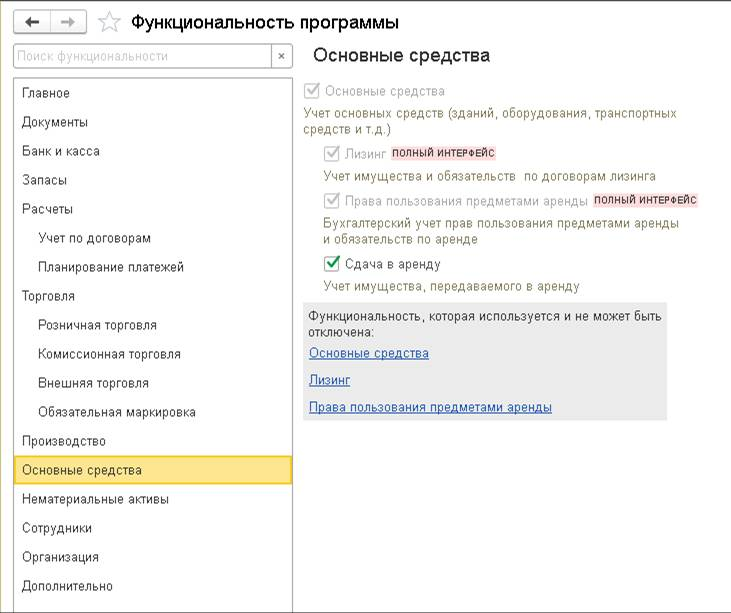 Функциональность программы
Поиск функциональности
×
Главное
Документы
Банк и касса
Запасы
Расчеты
Учет по договорам
Планирование платежей
Торговля
Розничная торговля
Комиссионная торговля
Внешняя торговля
Обязательная маркировка
Производство
Основные средства
Нематериальные активы
Сотрудники
Организация
Дополнительно
Основные средства
Основные средства
Учет основных средств (зданий, оборудования, транспортных
средств и т.д.)
Лизинг ПОЛНЫЙ ИНТЕРФЕЙС
Учет имущества и обязательств по договорам лизинга
Права пользования предметами аренды ПОЛНЫЙ ИНТЕРФЕЙС
Бухгалтерский учет прав пользования предметами аренды
и обязательств по аренде
Сдача в аренду
Учет имущества, передаваемого в аренду
Функциональность, которая используется и не может быть
отключена:
Основные средства
Лизинг
Права пользования предметами аренды